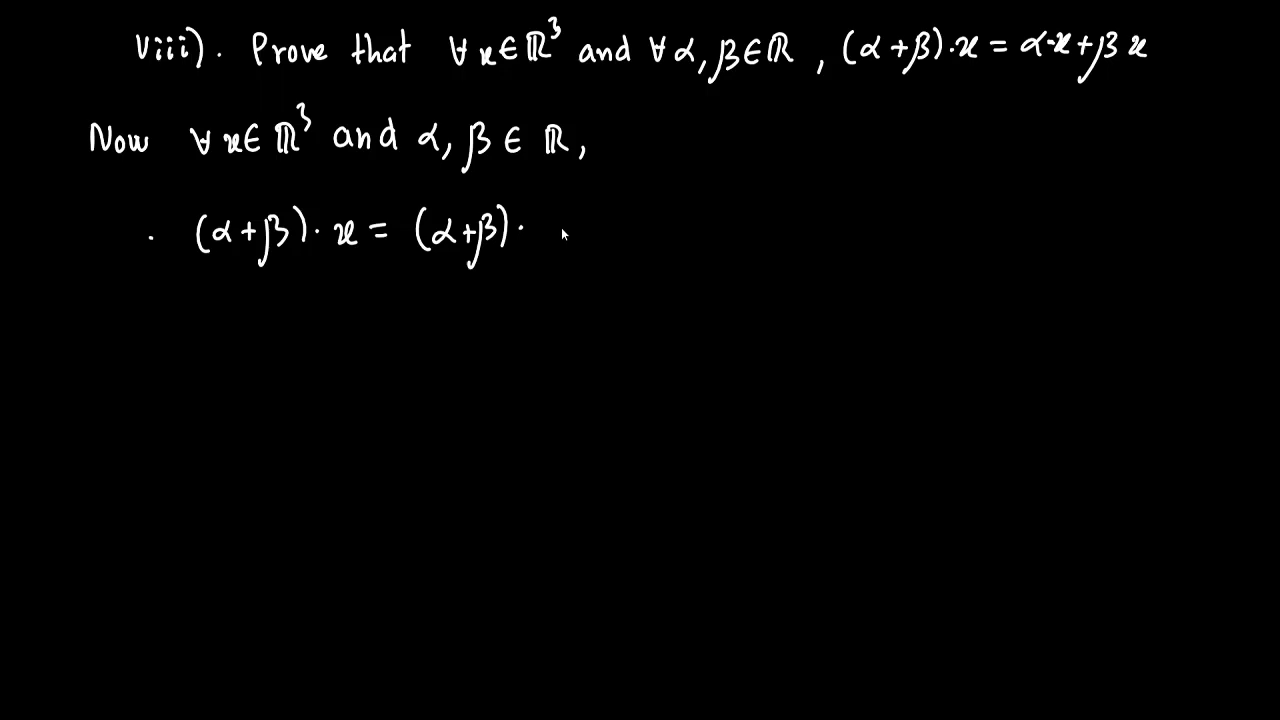 viii). Prove that ∀ x ∈ ℝ³ and ∀ α, β ∈ ℝ , (α + β) · x = α · x + β x
Now ∀ x ∈ ℝ³ and α, β ∈ ℝ,
. (α + β) · x = (α + β) ·